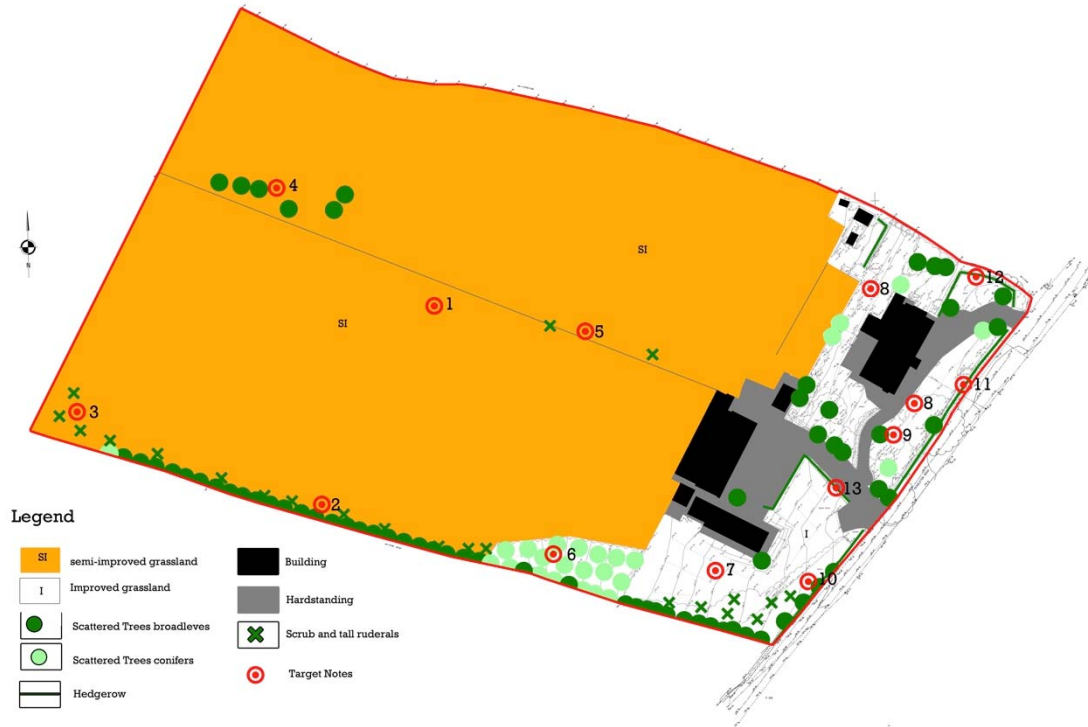 4
8
12
SI
1
5
SI
N
11
8
3
9
13
2
Legend
6
I
7
10
SI semi-improved grassland
I Improved grassland
Scattered Trees broadleves
Scattered Trees conifers
Hedgerow
Building
Hardstanding
Scrub and tall ruderals
Target Notes